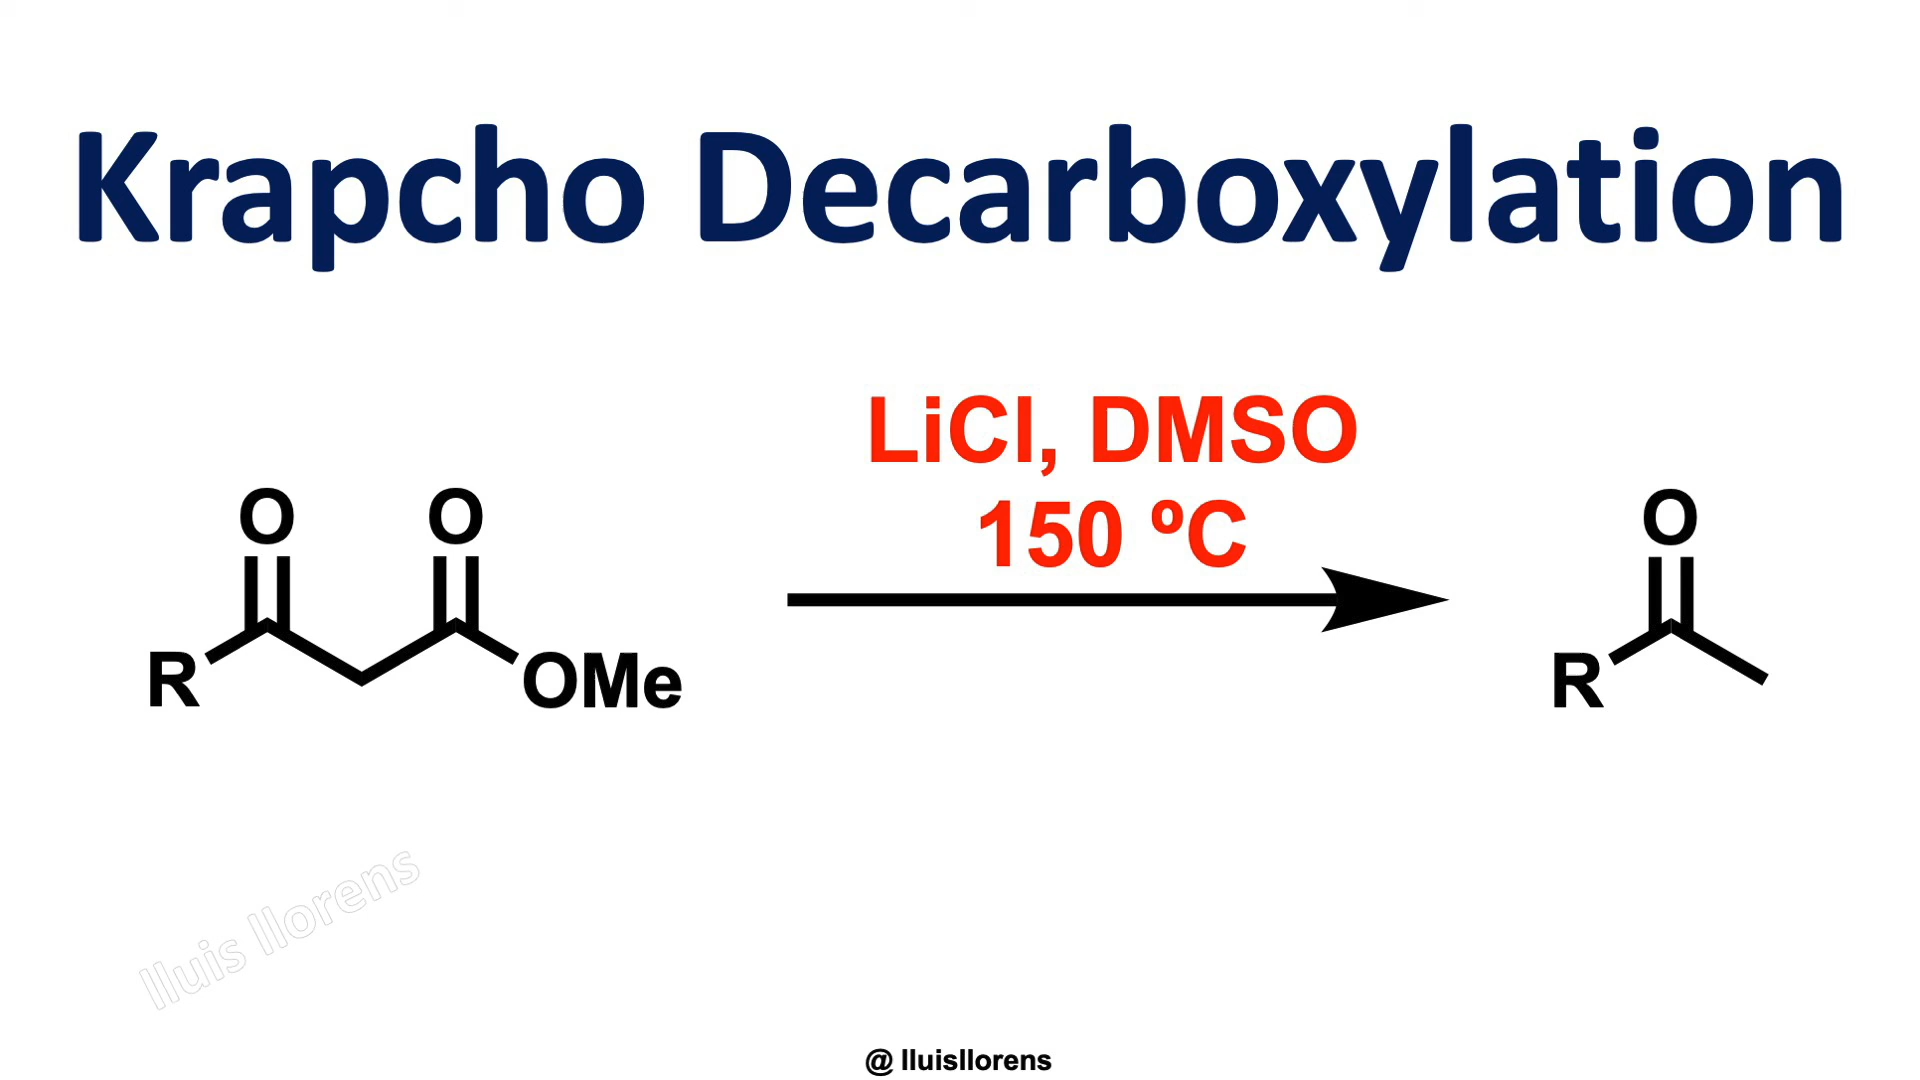 Krapcho Decarboxylation
LiCl, DMSO
150 ºC
O O
R OMe
O
R
lluis llorens
@ lluisllorens